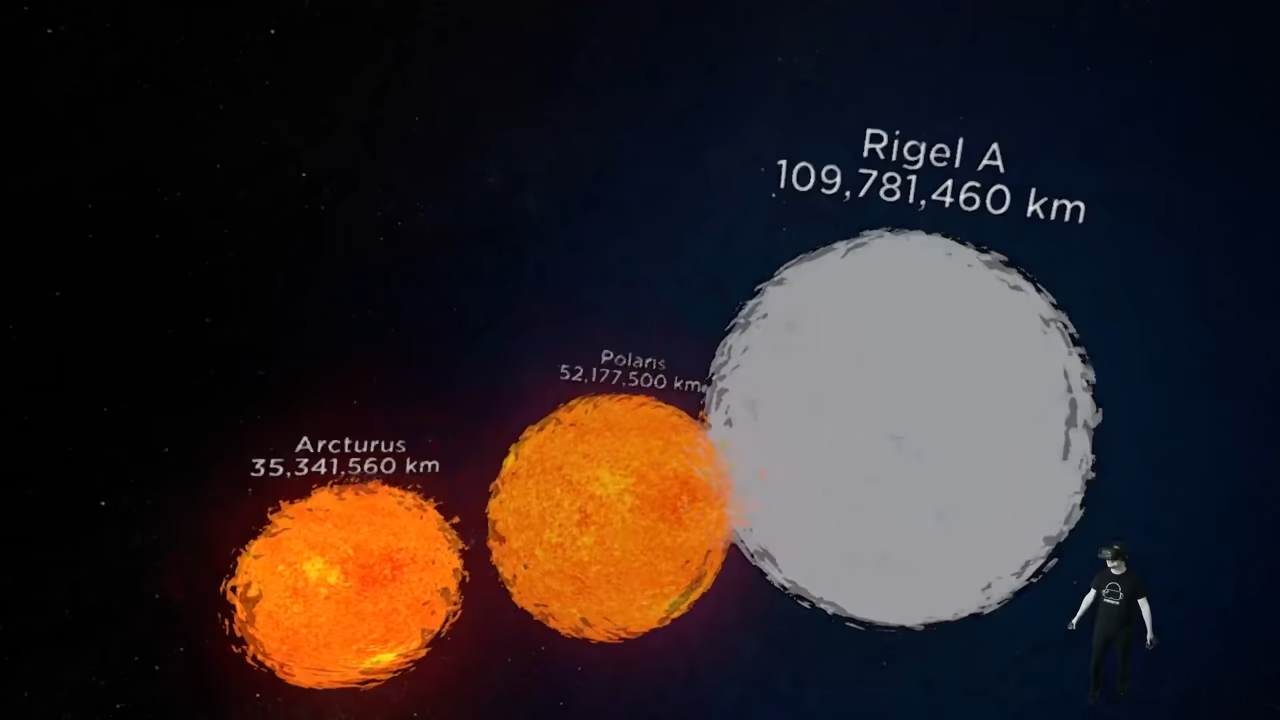 Rigel A
109,781,460 km
Polaris
52,177,500 km
Arcturus
35,341,560 km